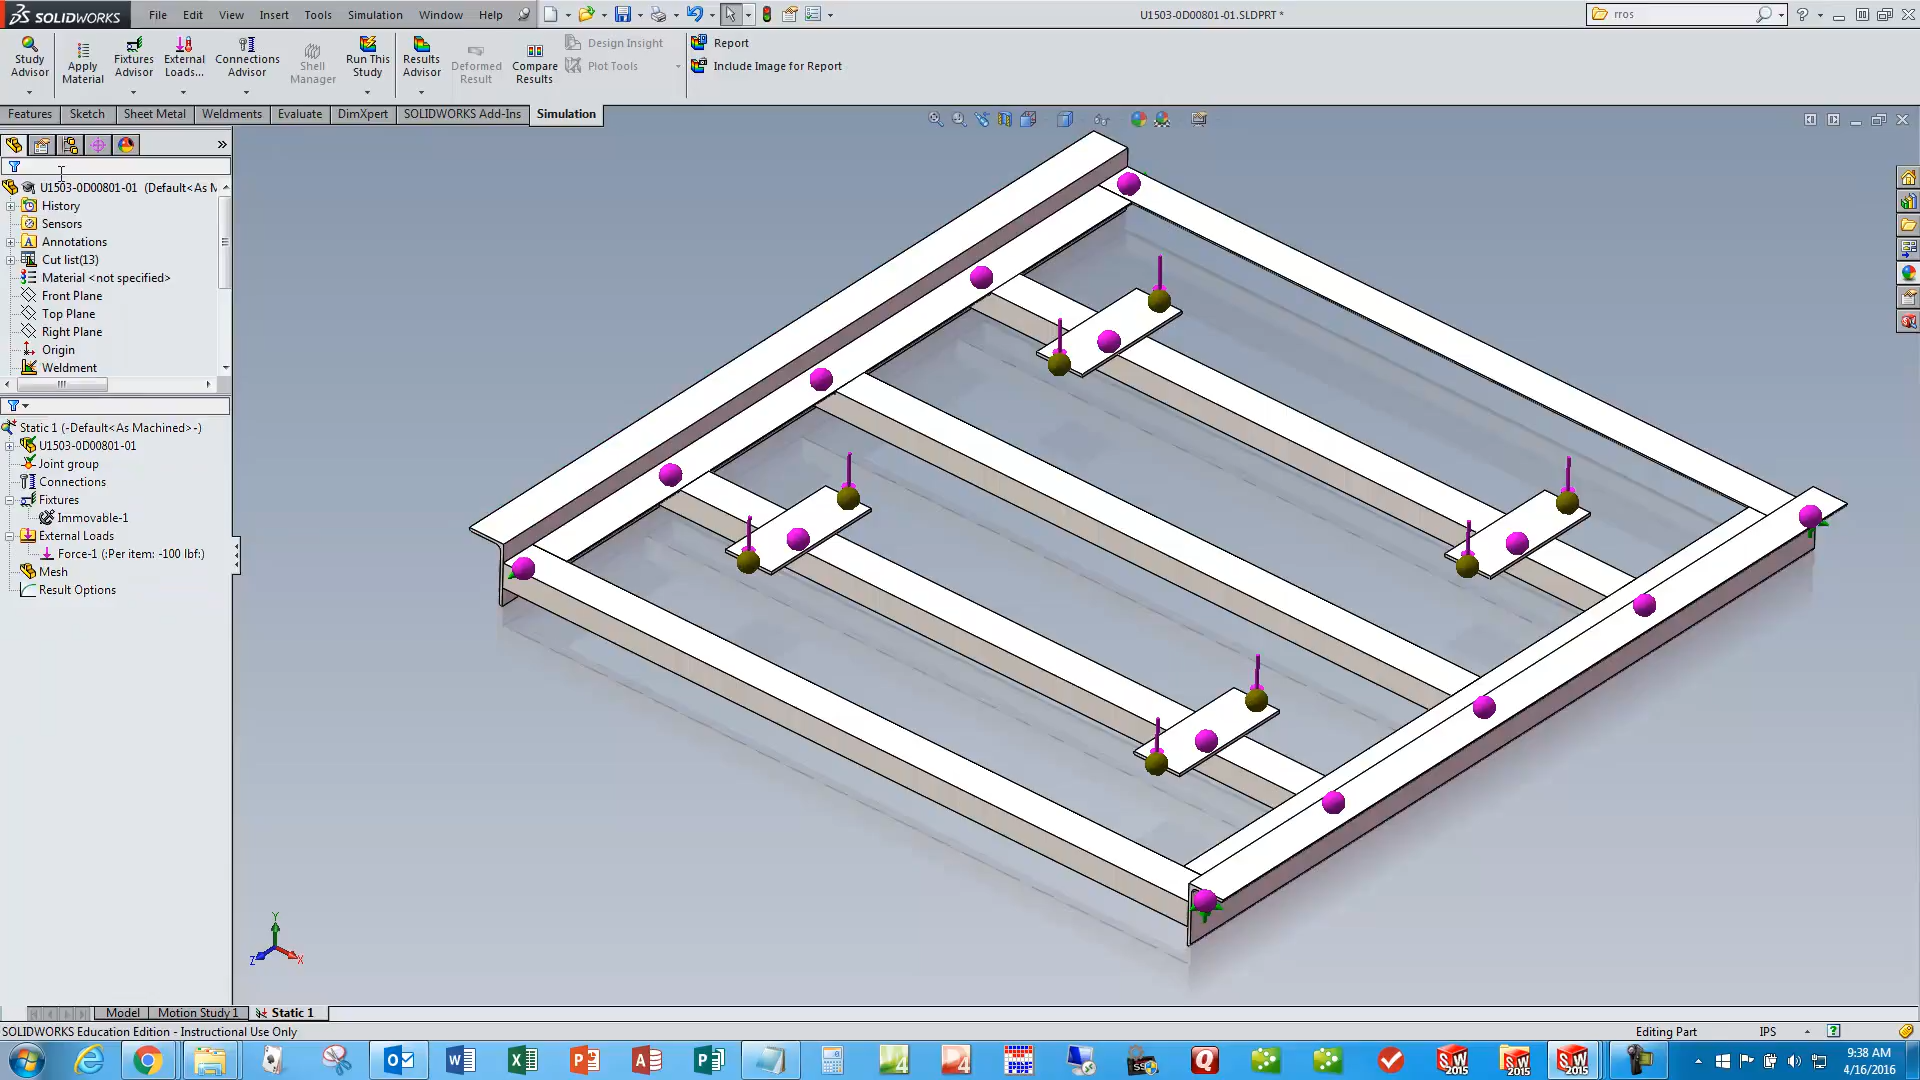 SOLIDWORKS File Edit View Insert Tools Simulation Window Help U1503-0D00801-01.SLDPRT * rros
Study Advisor
Apply Material
Fixtures Advisor
External Loads...
Connections Advisor
Shell Manager
Run This Study
Results Advisor
Deformed Result
Compare Results
Design Insight
Plot Tools
Report
Include Image for Report
Features Sketch Sheet Metal Weldments Evaluate DimXpert SOLIDWORKS Add-Ins Simulation
U1503-0D00801-01 (Default<As M
History
Sensors
Annotations
Cut list(13)
Material <not specified>
Front Plane
Top Plane
Right Plane
Origin
Weldment
Static 1 (-Default<As Machined>-)
U1503-0D00801-01
Joint group
Connections
Fixtures
Immovable-1
External Loads
Force-1 (:Per item: -100 lbf:)
Mesh
Result Options
Y
Z X
Model Motion Study 1 Static 1
SOLIDWORKS Education Edition - Instructional Use Only Editing Part IPS
9:38 AM
4/16/2016